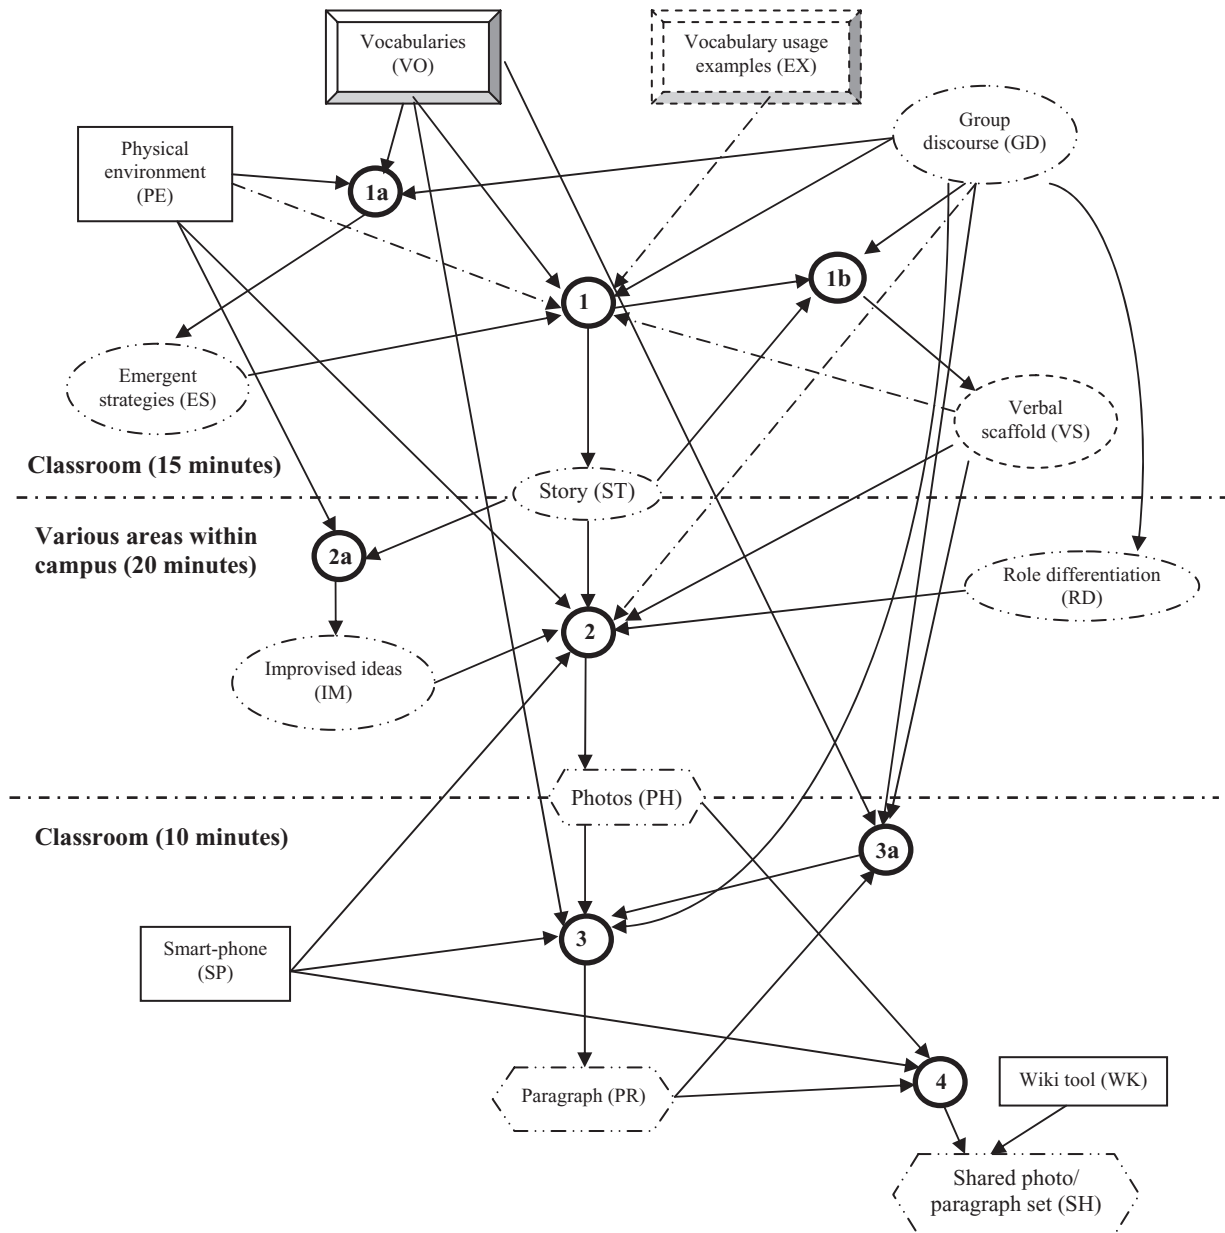 Vocabularies
(VO)
Vocabulary usage
examples (EX)
Group
discourse (GD)
Physical
environment
(PE)
1a
1b
1
Emergent
strategies (ES)
Verbal
scaffold (VS)
Classroom (15 minutes)
Story (ST)
Various areas within
campus (20 minutes)
2a
Role differentiation
(RD)
2
Improvised ideas
(IM)
Photos (PH)
Classroom (10 minutes)
3a
3
Smart-phone
(SP)
4
Wiki tool (WK)
Paragraph (PR)
Shared photo/
paragraph set (SH)